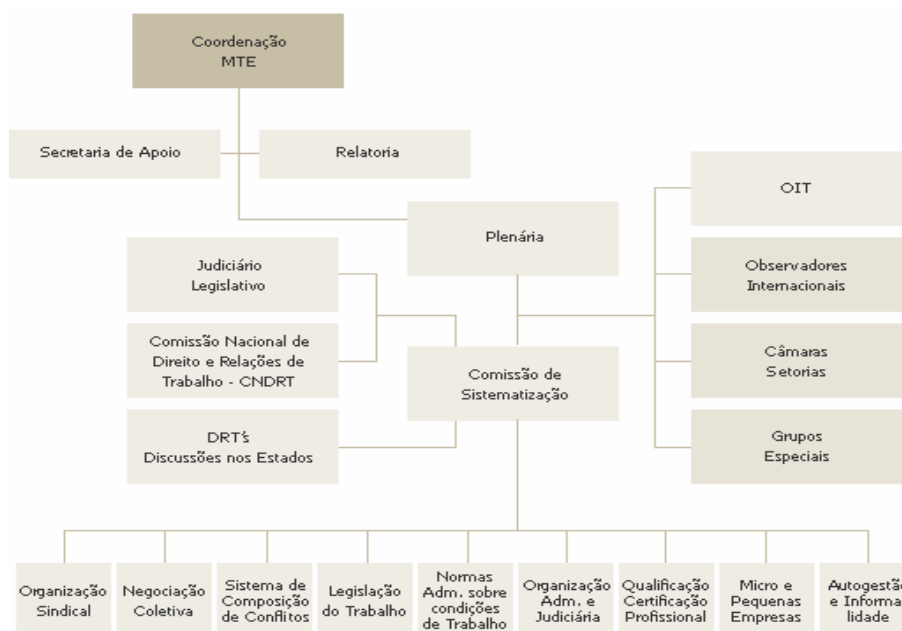 Coordenação
MTE
Secretaria de Apoio
Relatoria
OIT
Plenária
Judiciário
Legislativo
Observadores
Internacionais
Comissão Nacional de
Direito e Relações de
Trabalho - CNDRT
Comissão de
Sistematização
Câmaras
Setorias
DRT's
Discussões nos Estados
Grupos
Especiais
Organização
Sindical
Negociação
Coletiva
Sistema de
Composição
de Conflitos
Legislação
do Trabalho
Normas
Adm. sobre
condições
de Trabalho
Organização
Adm. e
Judiciária
Qualificação
Certificação
Profissional
Micro e
Pequenas
Empresas
Autogestão
e Informa
lidade